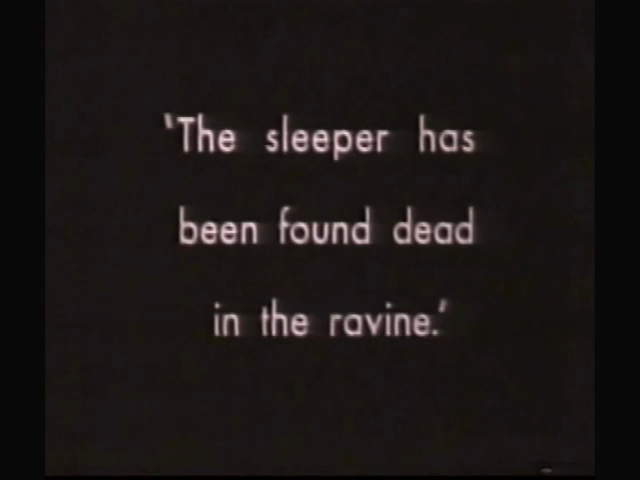 'The sleeper has
been found dead
in the ravine.'